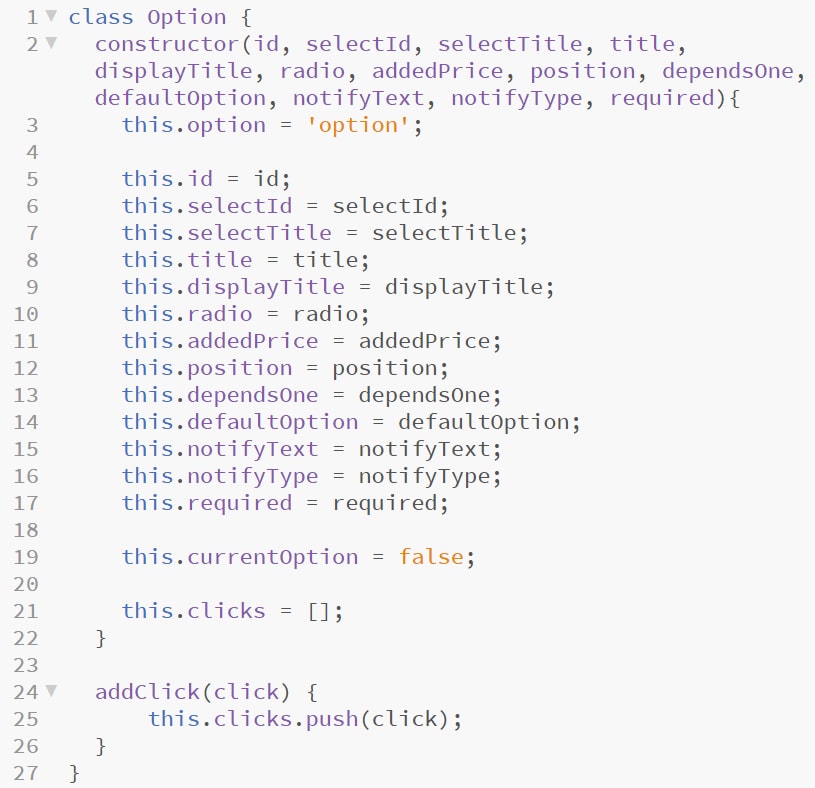 1 class Option {
2 constructor(id, selectId, selectTitle, title,
displayTitle, radio, addedPrice, position, dependsOne,
defaultOption, notifyText, notifyType, required){
3 this.option = 'option';
4
5 this.id = id;
6 this.selectId = selectId;
7 this.selectTitle = selectTitle;
8 this.title = title;
9 this.displayTitle = displayTitle;
10 this.radio = radio;
11 this.addedPrice = addedPrice;
12 this.position = position;
13 this.dependsOne = dependsOne;
14 this.defaultOption = defaultOption;
15 this.notifyText = notifyText;
16 this.notifyType = notifyType;
17 this.required = required;
18
19 this.currentOption = false;
20
21 this.clicks = [];
22 }
23
24 addClick(click) {
25 this.clicks.push(click);
26 }
27 }